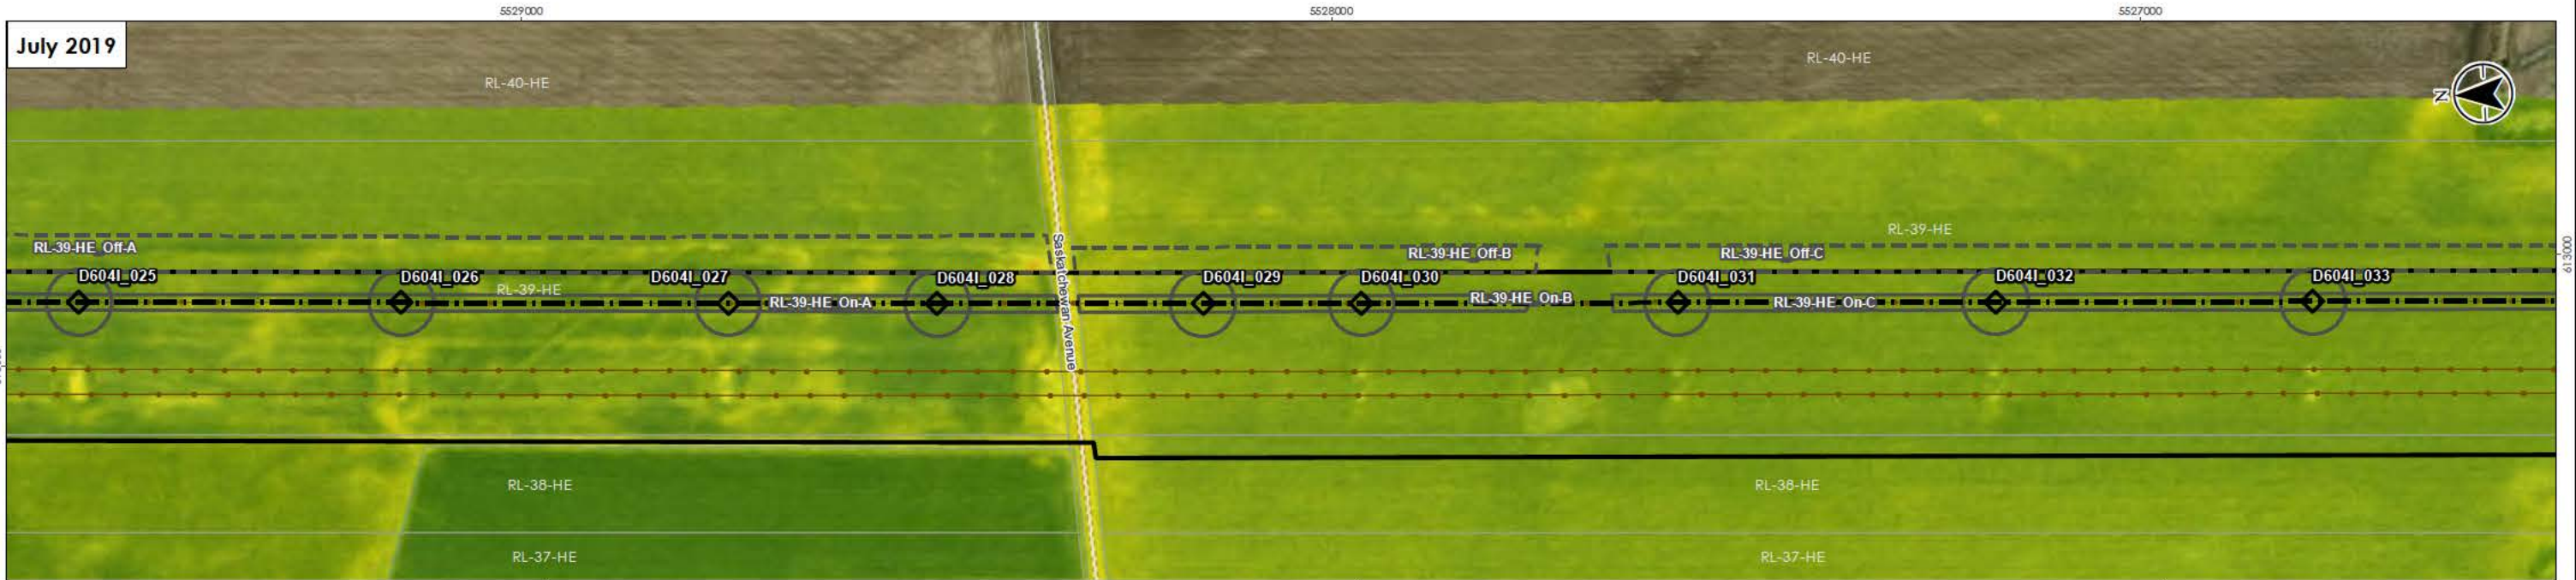 5529000
5528000
5527000
July 2019
RL-40-HE
RL-40-HE
N
RL-39-HE
613000
RL-39-HE_Off-A
RL-39-HE_Off-B
RL-39-HE_Off-C
D604I_025
D604I_026
D604I_027
D604I_028
D604I_029
D604I_030
D604I_031
D604I_032
D604I_033
RL-39-HE
RL-39-HE_On-A
RL-39-HE_On-B
RL-39-HE_On-C
Saskatchewan Avenue
RL-38-HE
RL-38-HE
RL-37-HE
RL-37-HE